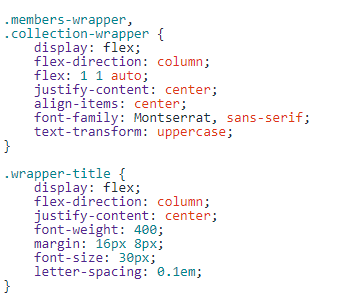 .members-wrapper,
.collection-wrapper {
    display: flex;
    flex-direction: column;
    flex: 1 1 auto;
    justify-content: center;
    align-items: center;
    font-family: Montserrat, sans-serif;
    text-transform: uppercase;
}

.wrapper-title {
    display: flex;
    flex-direction: column;
    justify-content: center;
    font-weight: 400;
    margin: 16px 8px;
    font-size: 30px;
    letter-spacing: 0.1em;
}